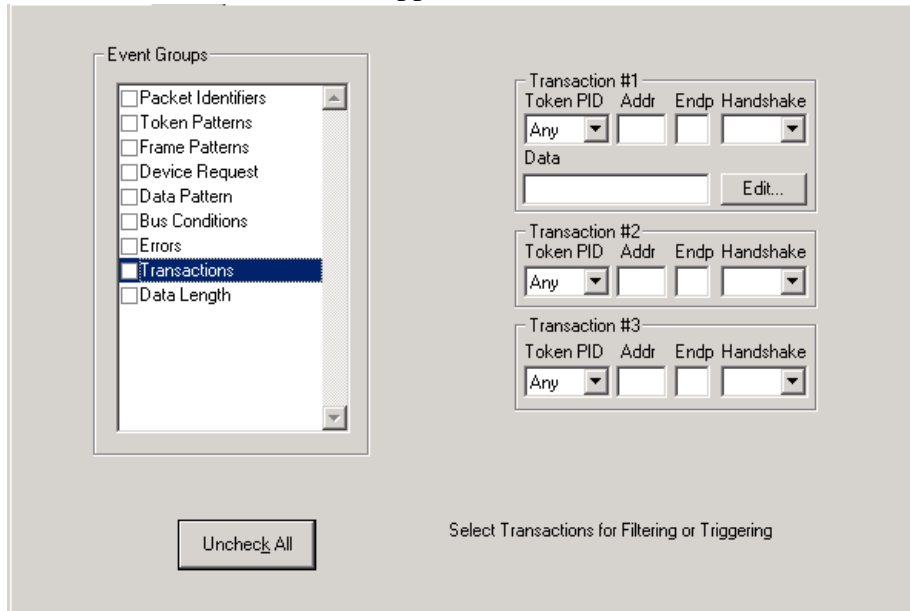 Event Groups
Packet Identifiers
Token Patterns
Frame Patterns
Device Request
Data Pattern
Bus Conditions
Errors
Transactions
Data Length
Uncheck All
Transaction #1
Token PID Addr Endp Handshake
Any
Data
Edit...
Transaction #2
Token PID Addr Endp Handshake
Any
Transaction #3
Token PID Addr Endp Handshake
Any
Select Transactions for Filtering or Triggering